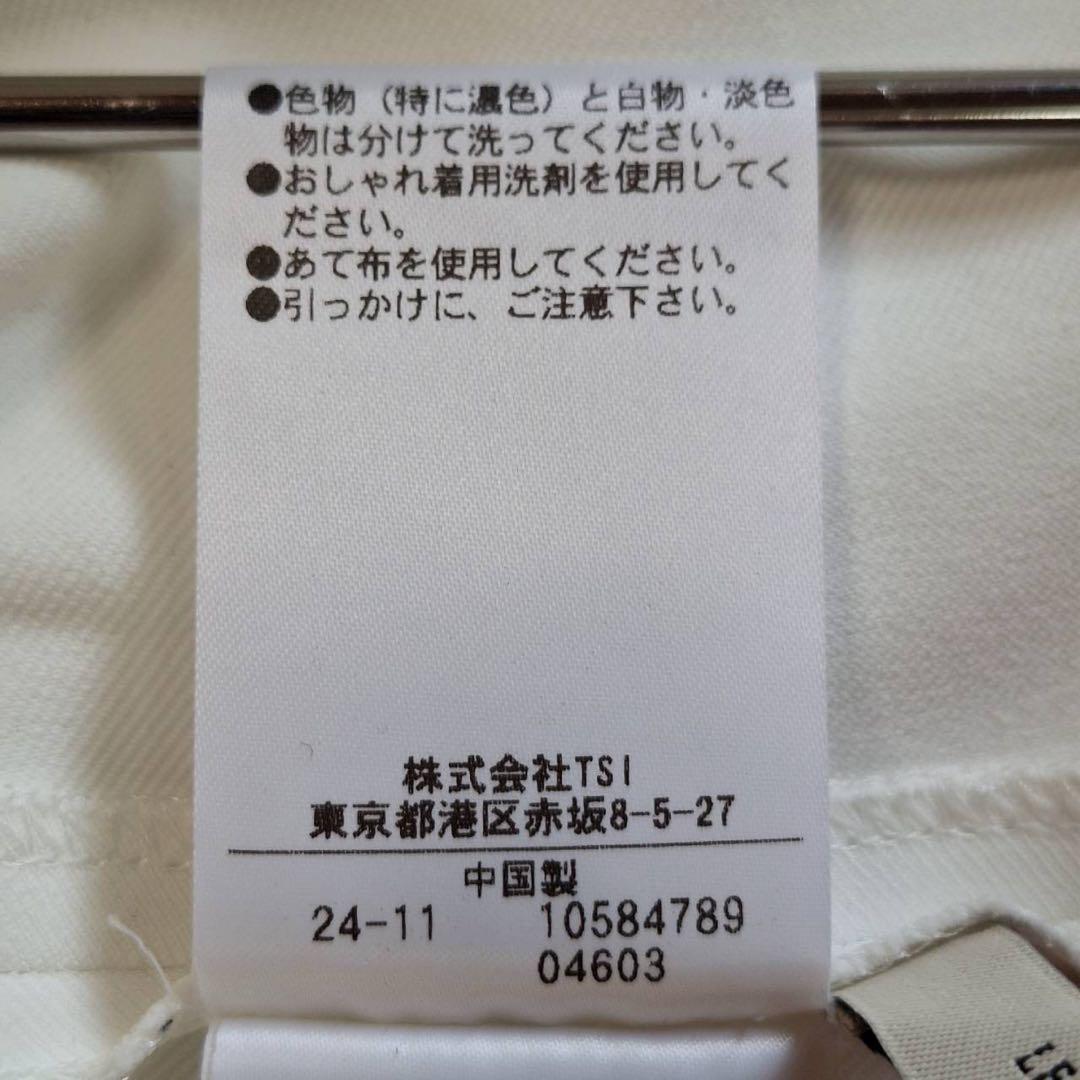 ●色物（特に濃色）と白物・淡色
物は分けて洗ってください。
●おしゃれ着用洗剤を使用してく
ださい。
●あて布を使用してください。
●引っかけに、ご注意下さい。
株式会社TSI
東京都港区赤坂8-5-27
中国製
24-11 10584789
04603